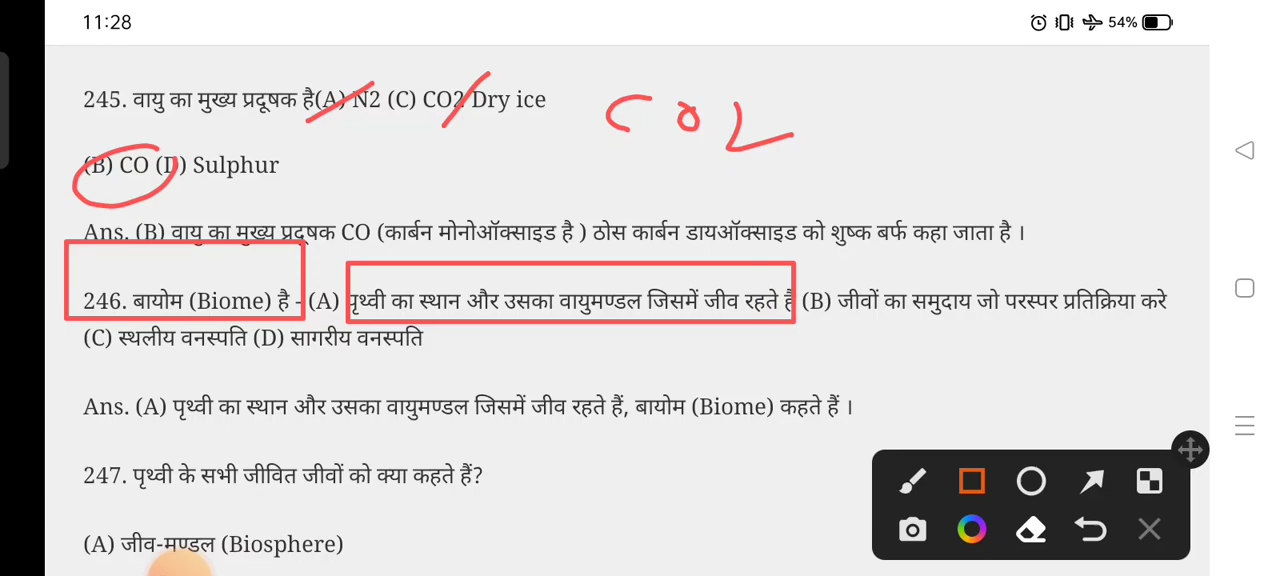 11:28
54%
245. वायु का मुख्य प्रदूषक है(A) N2 (C) CO2 Dry ice
CO2
(B) CO (D) Sulphur
Ans. (B) वायु का मुख्य प्रदूषक CO (कार्बन मोनोऑक्साइड है ) ठोस कार्बन डायऑक्साइड को शुष्क बर्फ कहा जाता है ।
246. बायोम (Biome) है - (A) पृथ्वी का स्थान और उसका वायुमण्डल जिसमें जीव रहते हैं (B) जीवों का समुदाय जो परस्पर प्रतिक्रिया करे
(C) स्थलीय वनस्पति (D) सागरीय वनस्पति
Ans. (A) पृथ्वी का स्थान और उसका वायुमण्डल जिसमें जीव रहते हैं, बायोम (Biome) कहते हैं ।
247. पृथ्वी के सभी जीवित जीवों को क्या कहते हैं?
(A) जीव-मण्डल (Biosphere)